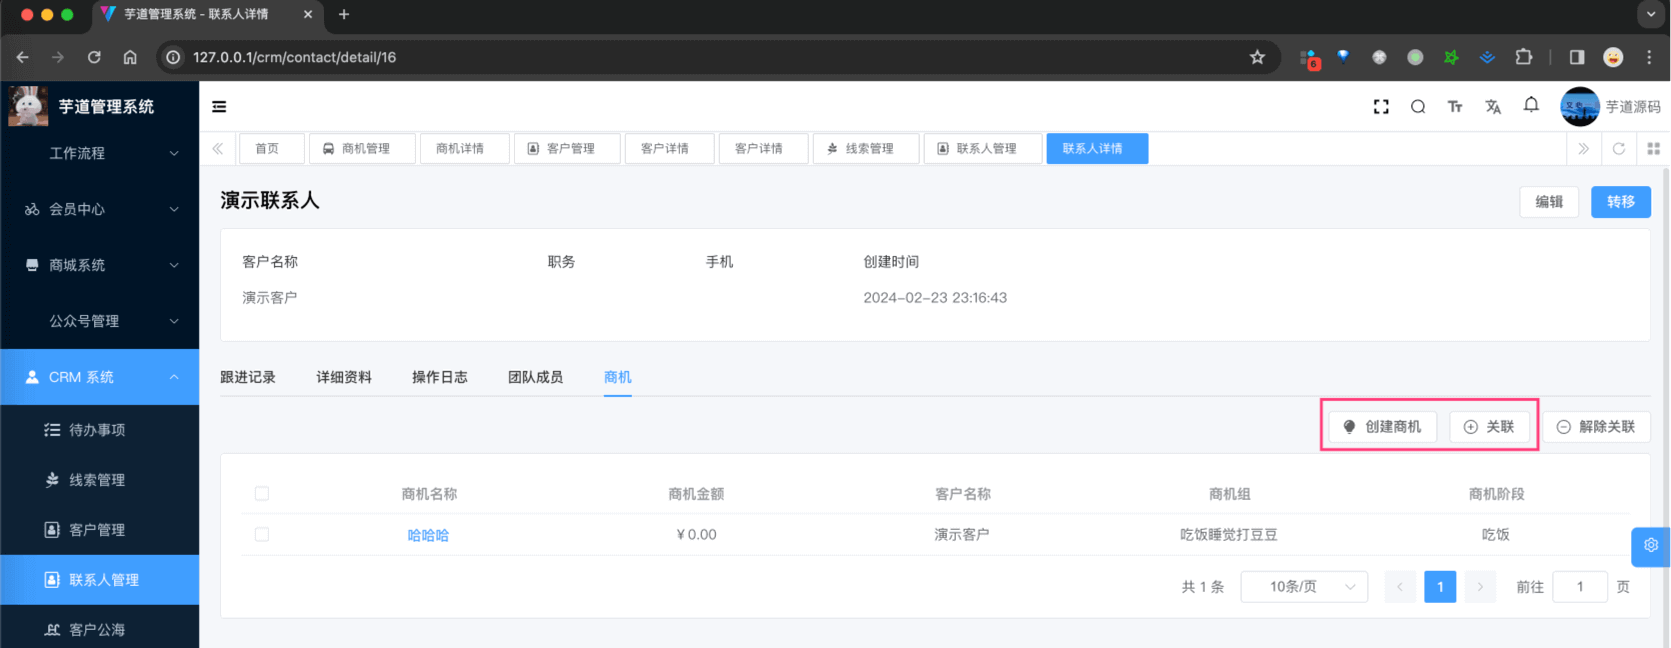 芋道管理系统 - 联系人详情
127.0.0.1/crm/contact/detail/16
6
芋道管理系统
芋道源码
首页
商机管理
商机详情
客户管理
客户详情
客户详情
线索管理
联系人管理
联系人详情
工作流程
会员中心
商城系统
公众号管理
CRM 系统
待办事项
线索管理
客户管理
联系人管理
客户公海
演示联系人
编辑
转移
客户名称 职务 手机 创建时间
演示客户 2024-02-23 23:16:43
跟进记录 详细资料 操作日志 团队成员 商机
创建商机 关联 解除关联
商机名称 商机金额 客户名称 商机组 商机阶段
哈哈哈 ¥0.00 演示客户 吃饭睡觉打豆豆 吃饭
共 1 条 10条/页 1 前往 1 页